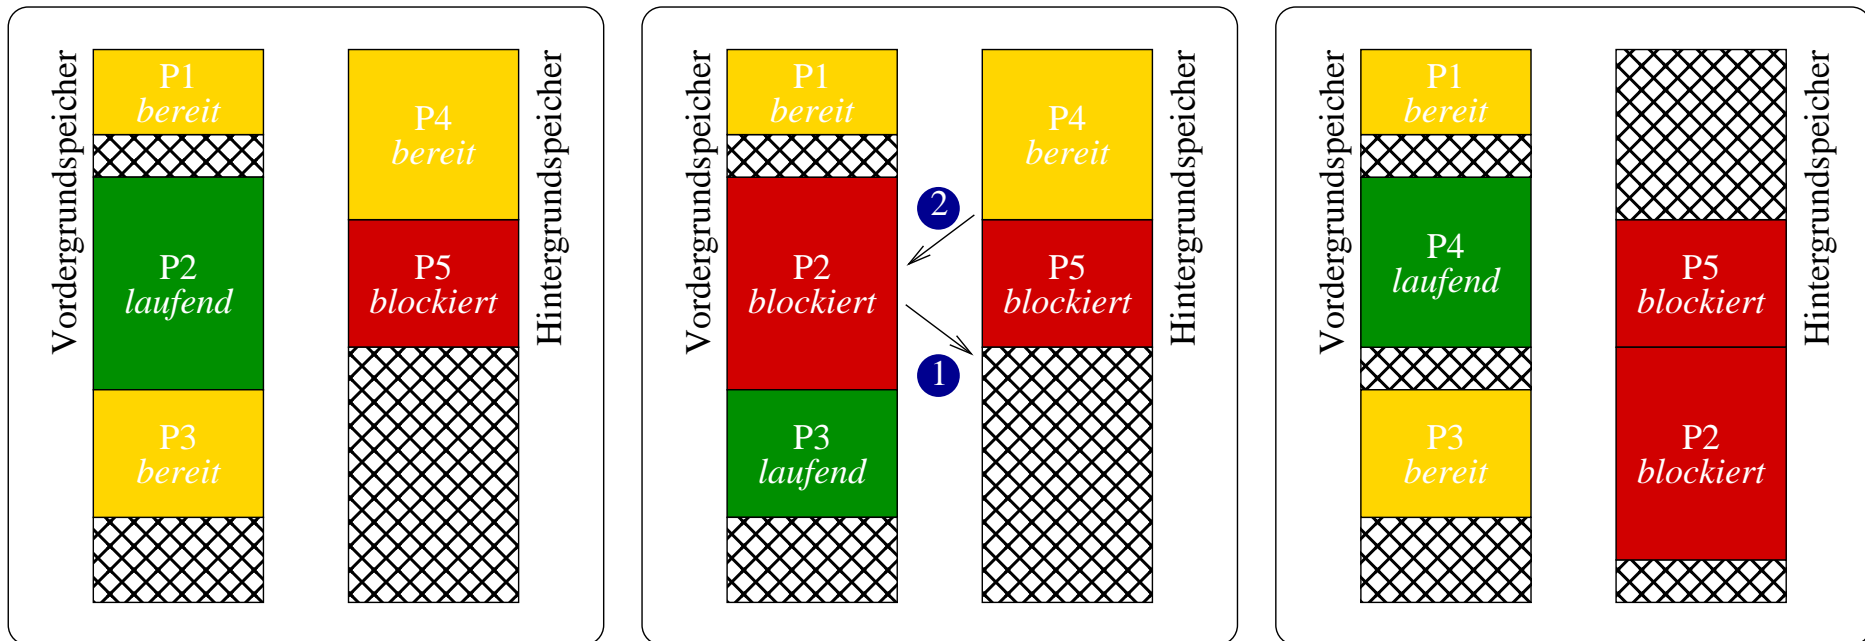 Vordergrundspeicher
P1
bereit
P2
laufend
P3
bereit
P4
bereit
P5
blockiert
Hintergrundspeicher
Vordergrundspeicher
P1
bereit
P2
blockiert
P3
laufend
2
1
P4
bereit
P5
blockiert
Hintergrundspeicher
Vordergrundspeicher
P1
bereit
P4
laufend
P3
bereit
P5
blockiert
P2
blockiert
Hintergrundspeicher